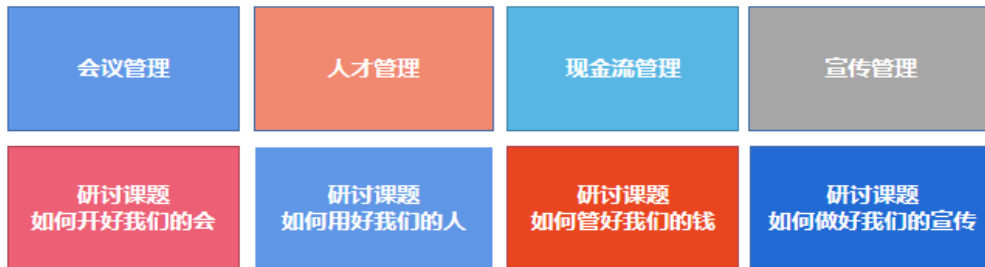 会议管理
人才管理
现金流管理
宣传管理
研讨课题
如何开好我们的会
研讨课题
如何用好我们的人
研讨课题
如何管好我们的钱
研讨课题
如何做好我们的宣传